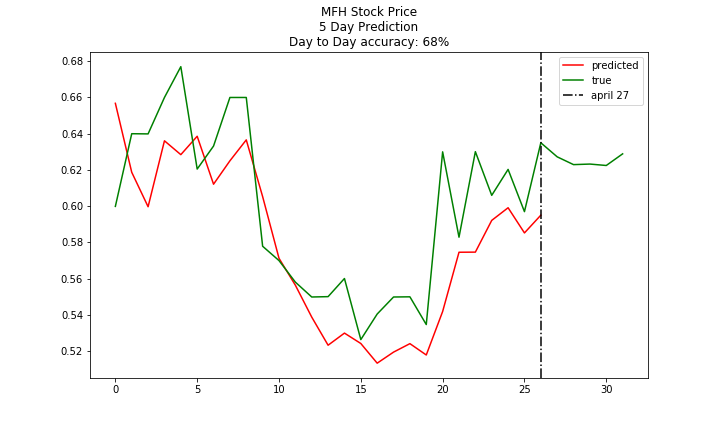 MFH Stock Price
5 Day Prediction
Day to Day accuracy: 68%
predicted
true
april 27
0.68
0.66
0.64
0.62
0.60
0.58
0.56
0.54
0.52
0 5 10 15 20 25 30